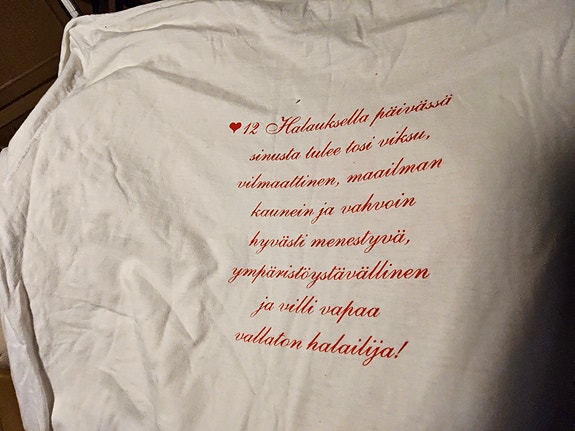 ♥12 Halauksella päivässä
sinusta tulee tosi viksu,
vilmaattinen, maailman
kaunein ja vahvoin
hyvästi menestyvä,
ympäristöystävällinen
ja villi vapaa
vallaton halailija!